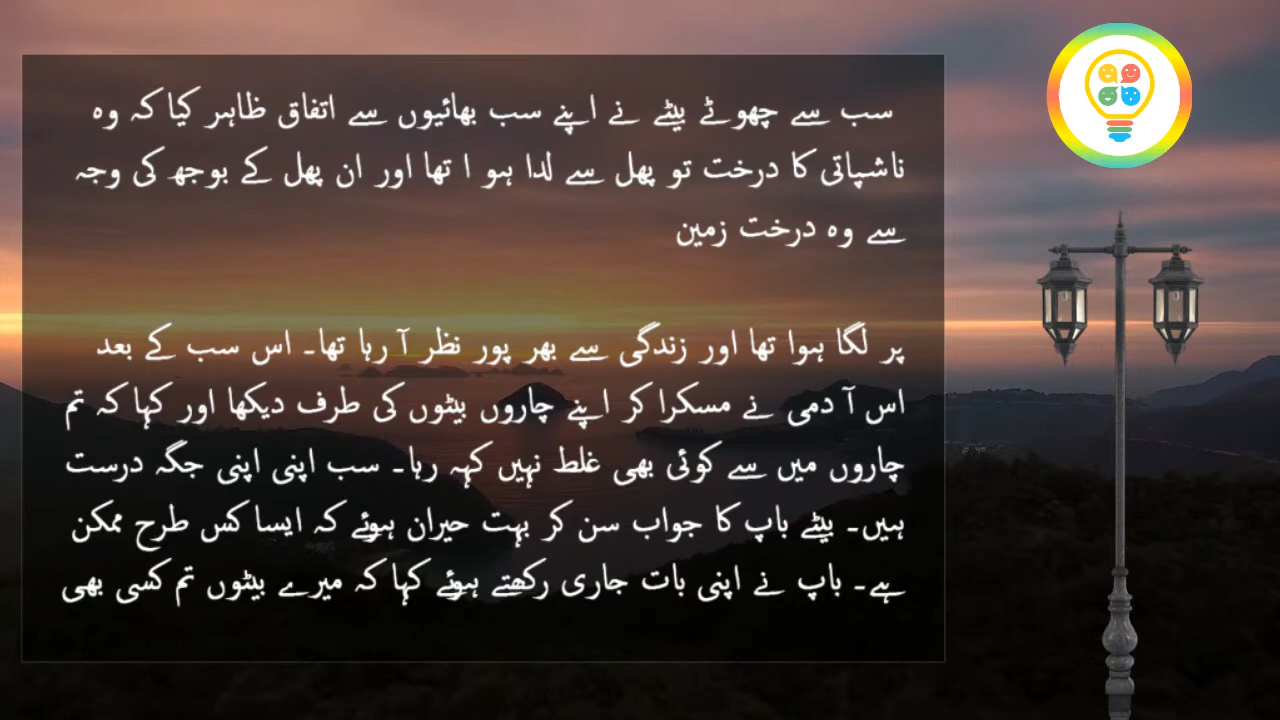 سب سے چھوٹے بیٹے نے اپنے سب بھائیوں سے اتفاق ظاہر کیا کہ وہ
ناشپاتی کا درخت تو پھل سے لدا ہو ا تھا اور ان پھل کے بوجھ کی وجہ
سے وہ درخت زمین
پر لگا ہوا تھا اور زندگی سے بھر پور نظر آ رہا تھا۔ اس سب کے بعد
اس آ دمی نے مسکرا کر اپنے چاروں بیٹوں کی طرف دیکھا اور کہا کہ تم
چاروں میں سے کوئی بھی غلط نہیں کہہ رہا۔ سب اپنی اپنی جگہ درست
ہیں۔ بیٹے باپ کا جواب سن کر بہت حیران ہوئے کہ ایسا کس طرح ممکن
ہے۔ باپ نے اپنی بات جاری رکھتے ہوئے کہا کہ میرے بیٹوں تم کسی بھی